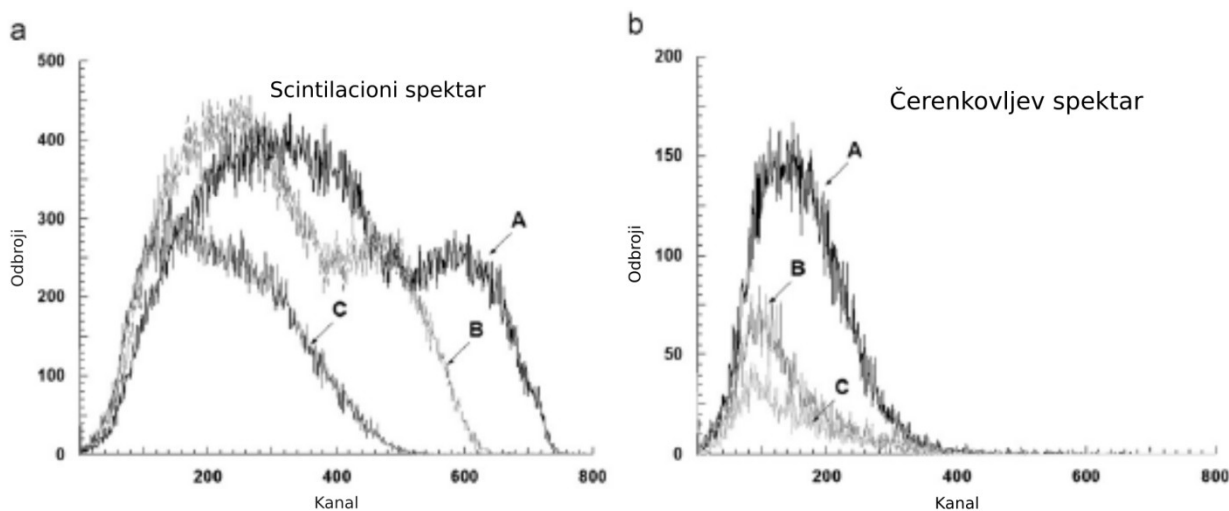 a
Scintilacioni spektar
500
400
300
200
100
0
Odbroji
A
B
C
200
400
600
800
Kanal
b
Čerenkovljev spektar
200
150
100
50
0
Odbroji
A
B
C
200
400
600
800
Kanal